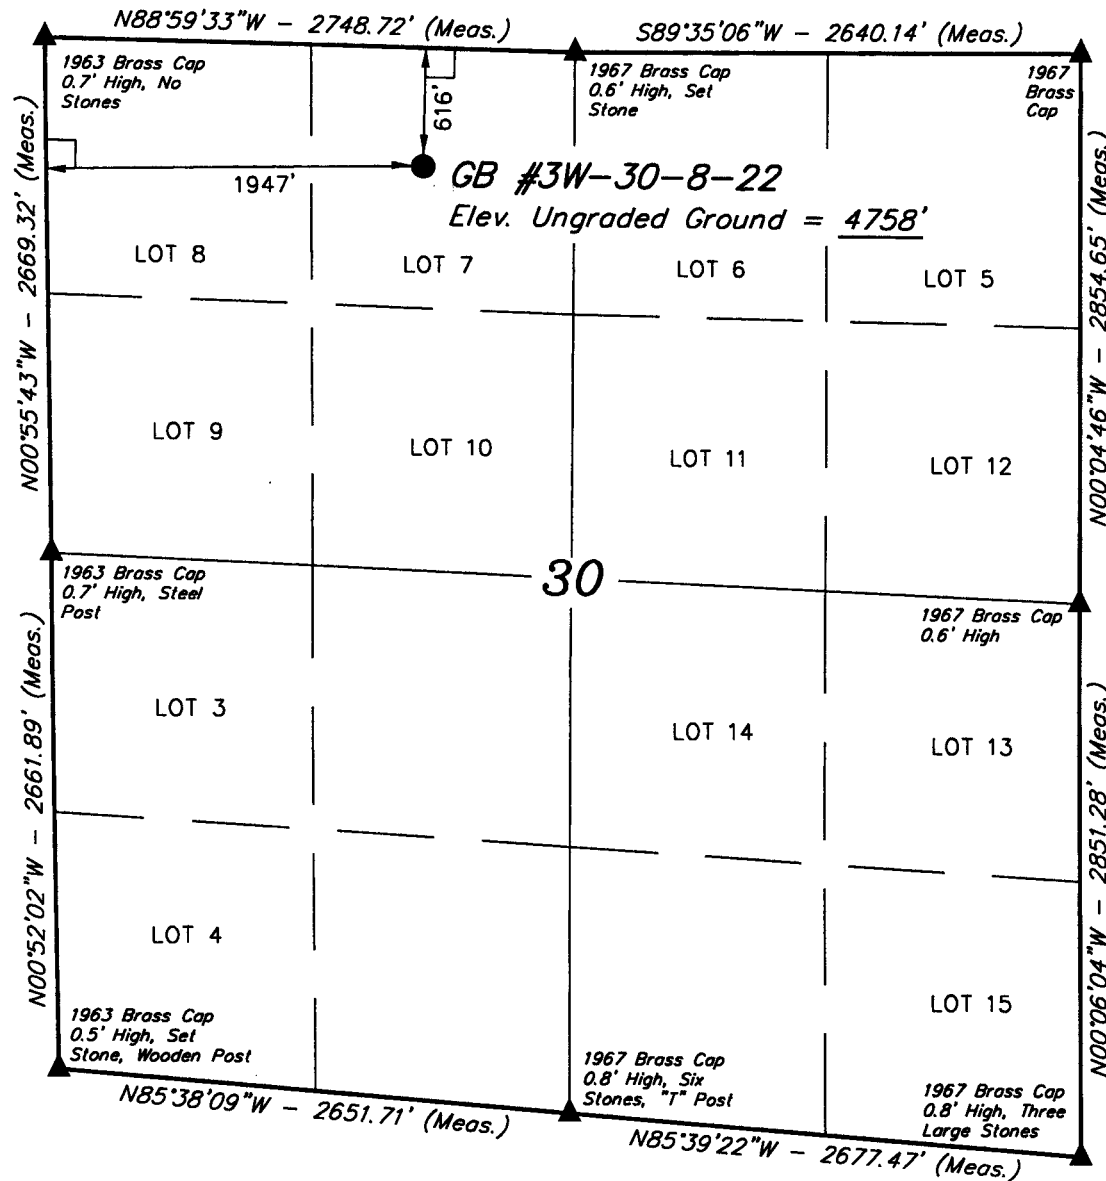 N88°59'33"W - 2748.72' (Meas.)
S89°35'06"W - 2640.14' (Meas.)
1963 Brass Cap
0.7' High, No
Stones
1967 Brass Cap
0.6' High, Set
Stone
1967
Brass
Cap
616'
1947'
GB #3W-30-8-22
Elev. Ungraded Ground = 4758'
N00°55'43"W - 2669.32' (Meas.)
N00°04'46"W - 2854.65' (Meas.)
LOT 8
LOT 7
LOT 6
LOT 5
LOT 9
LOT 10
LOT 11
LOT 12
30
1963 Brass Cap
0.7' High, Steel
Post
1967 Brass Cap
0.6' High
N00°52'02"W - 2661.89' (Meas.)
N00°06'04"W - 2851.28' (Meas.)
LOT 3
LOT 14
LOT 13
LOT 4
LOT 15
1963 Brass Cap
0.5' High, Set
Stone, Wooden Post
1967 Brass Cap
0.8' High, Six
Stones, "T" Post
1967 Brass Cap
0.8' High, Three
Large Stones
N85°38'09"W - 2651.71' (Meas.)
N85°39'22"W - 2677.47' (Meas.)